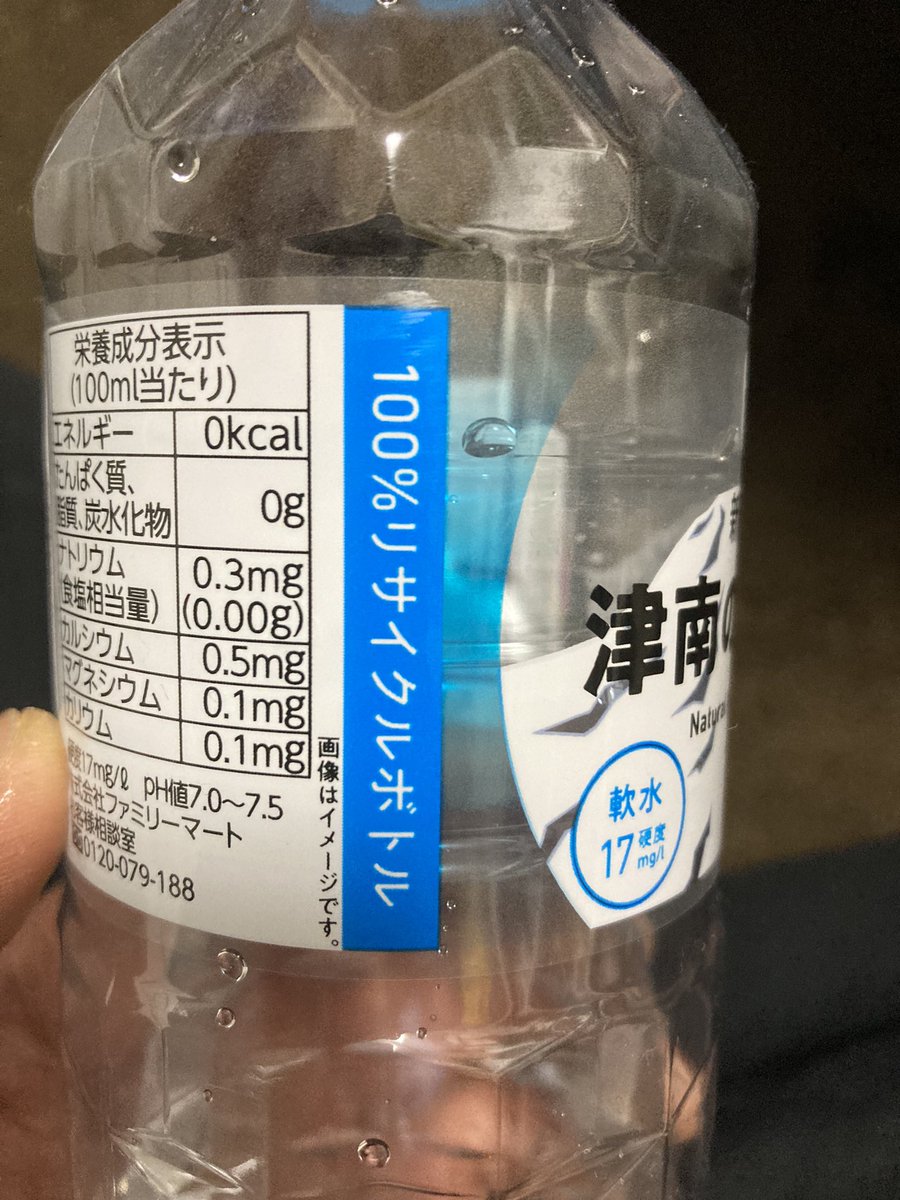 栄養成分表示
(100ml当たり)
エネルギー 0kcal
たんぱく質、
脂質、炭水化物 0g
ナトリウム 0.3mg
(食塩相当量) (0.00g)
カルシウム 0.5mg
マグネシウム 0.1mg
カリウム 0.1mg
硬度17mg/ℓ pH値7.0〜7.5
株式会社ファミリーマート
お客様相談室
0120-079-188
画像はイメージです。
100%リサイクルボトル
津南の
軟水
17 硬度
mg/l